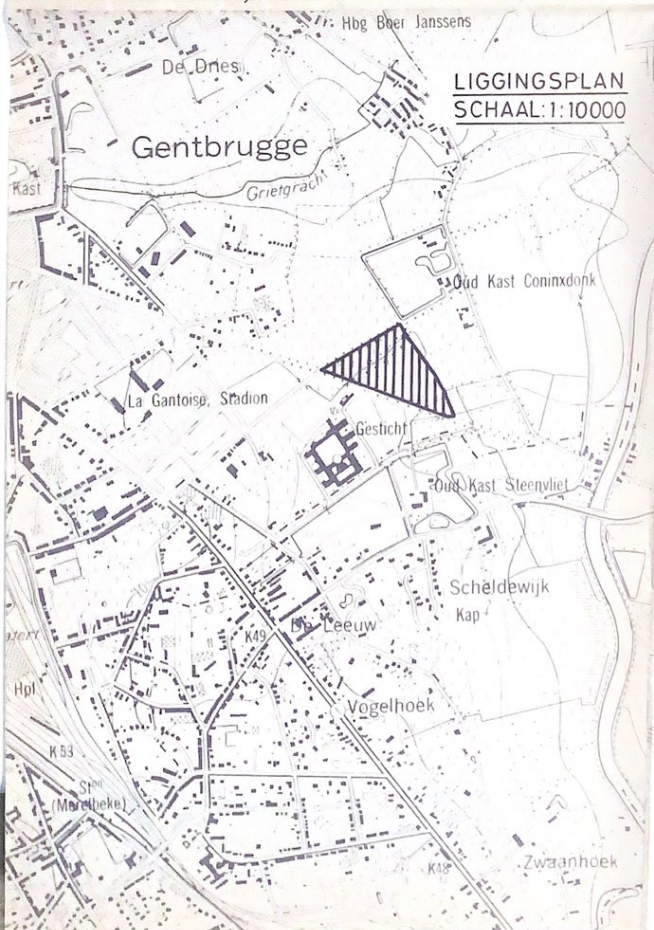 Hbg Boer Janssens
De Dries
LIGGINGSPLAN
SCHAAL: 1: 10000
Gentbrugge
Kast
Grietgracht
Oud Kast Coninxdonk
La Gantoise, Stadion
Gesticht
Oud Kast Steenvliet
Scheldewijk
Kap
K49
De Leeuw
Hpl
Vogelhoek
K53
Ston
(Merelbeke)
K48
Zwaanhoek